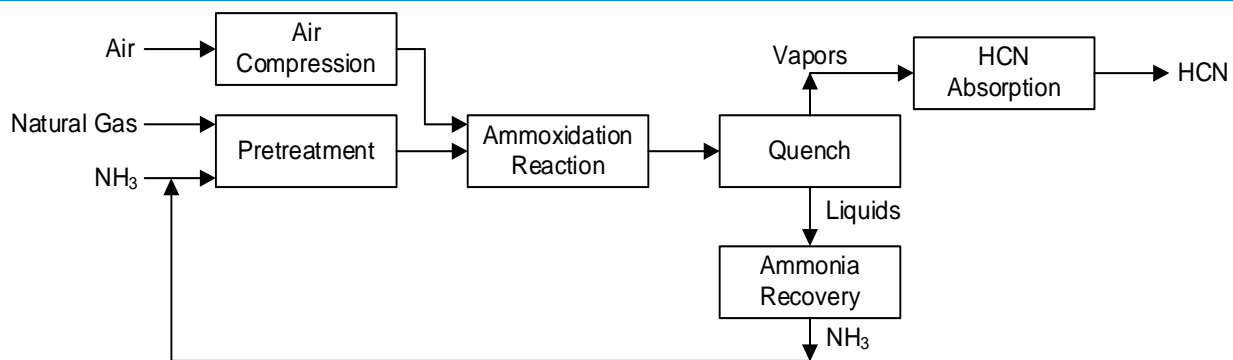 Air
Air
Compression
Vapors
HCN
Absorption
HCN
Natural Gas
Pretreatment
Ammoxidation
Reaction
Quench
NH₃
Liquids
Ammonia
Recovery
NH₃